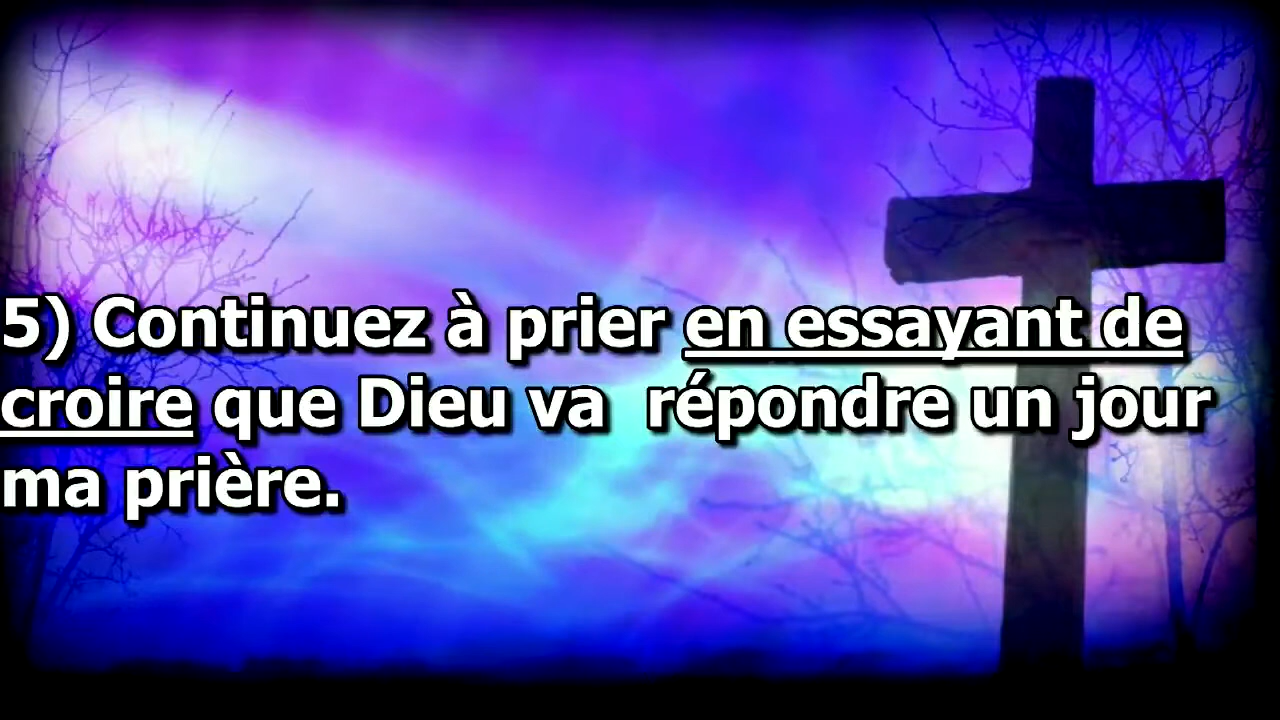 5) Continuez à prier en essayant de
croire que Dieu va  répondre un jour
ma prière.